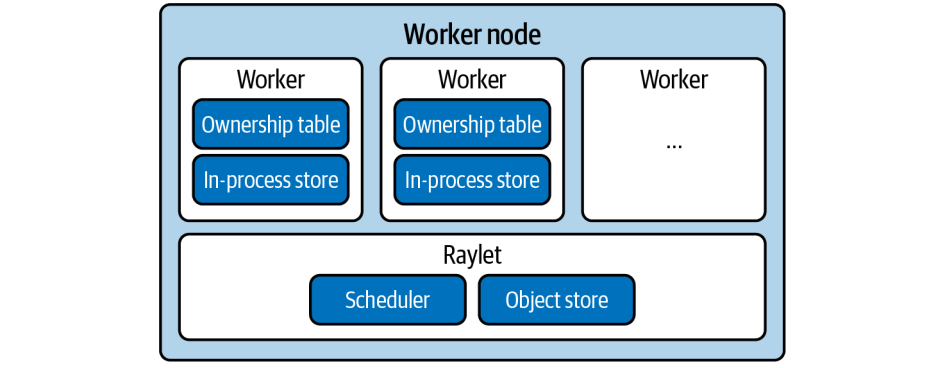 Worker node
Worker
Ownership table
In-process store
Worker
Ownership table
In-process store
Worker
...
Raylet
Scheduler
Object store